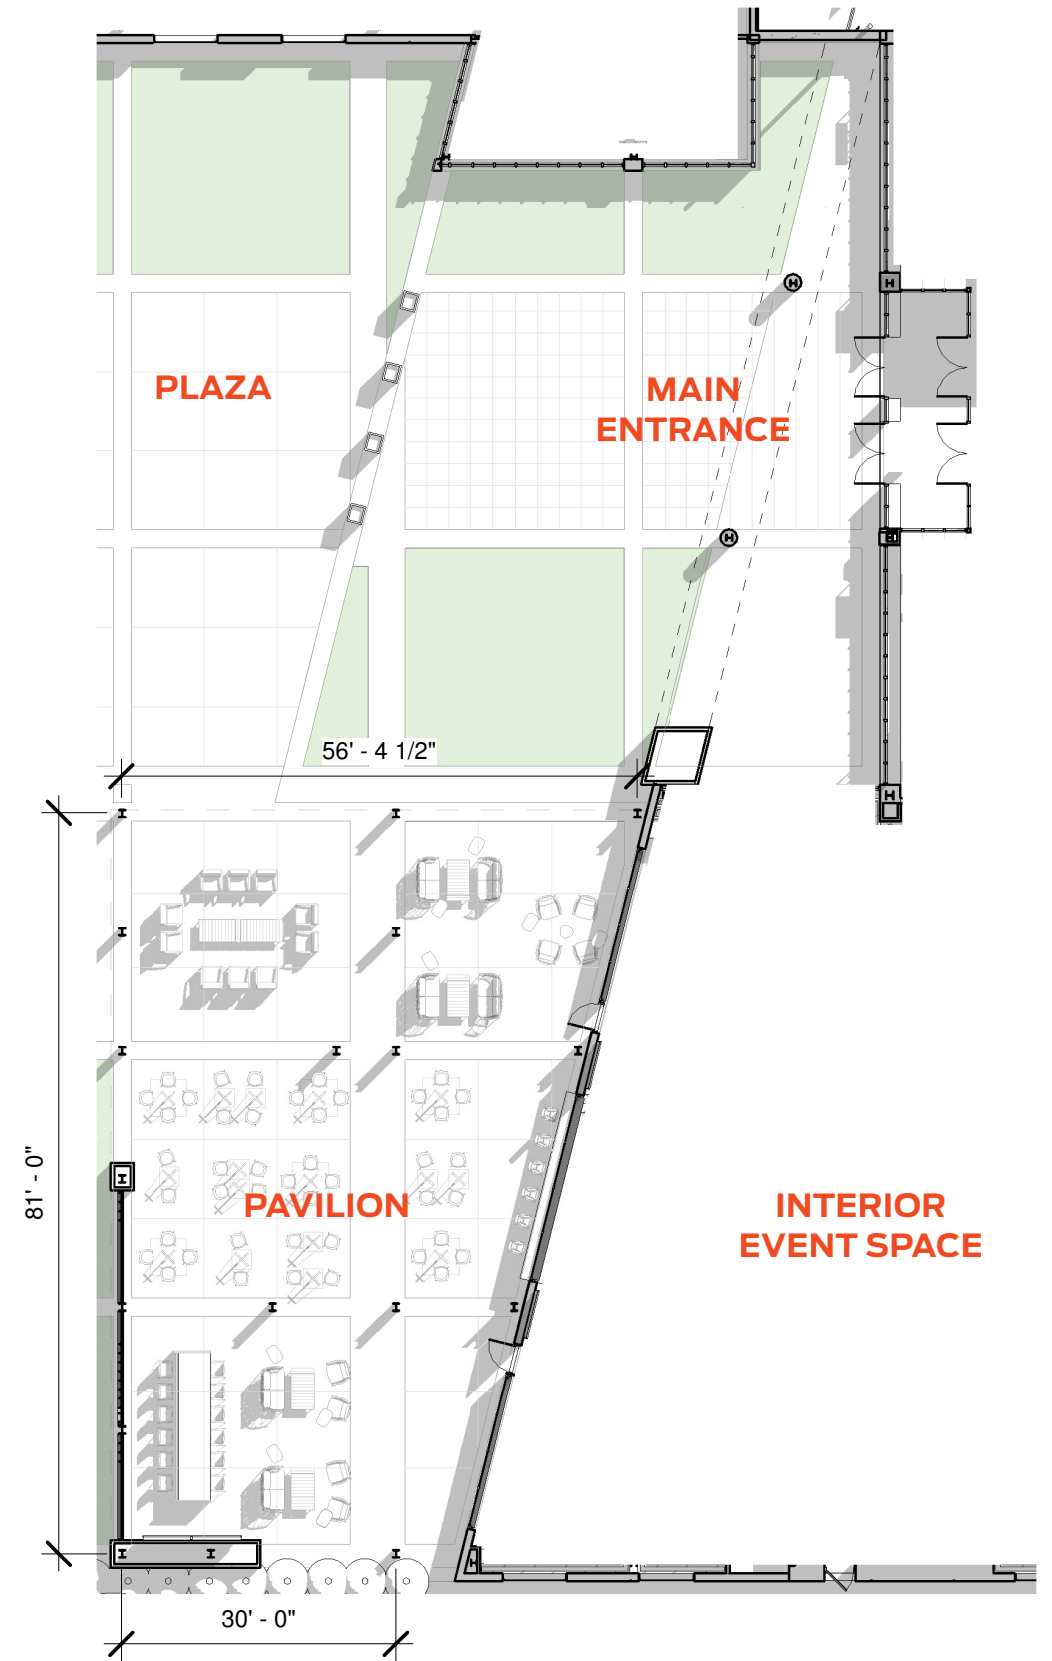 PLAZA
MAIN
ENTRANCE
56' - 4 1/2"
81' - 0"
PAVILION
INTERIOR
EVENT SPACE
30' - 0"